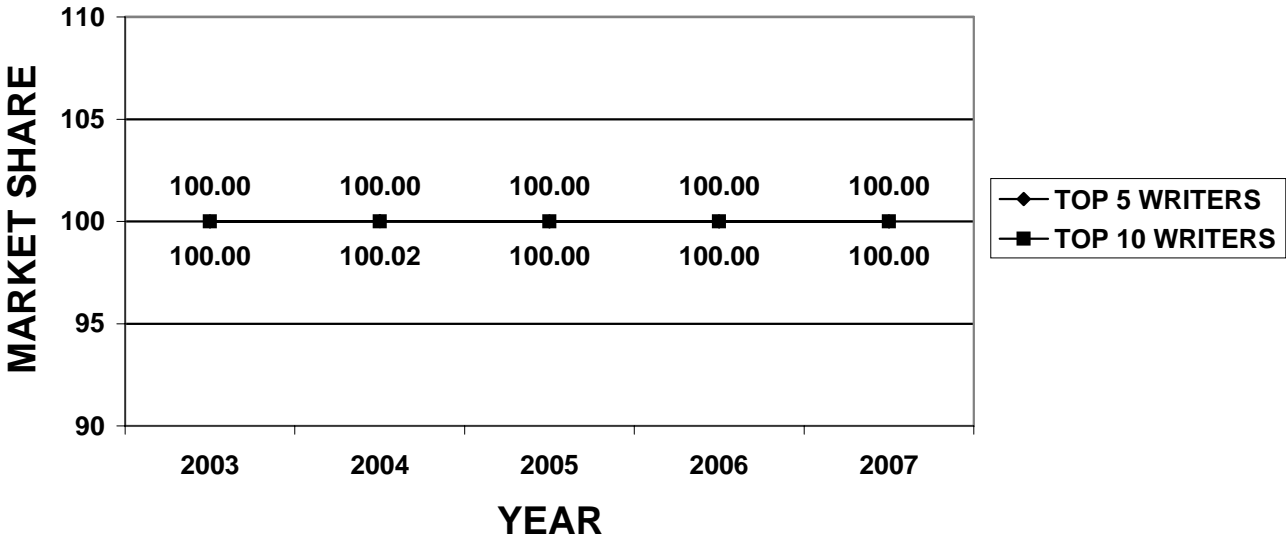 110
105
100
95
90
MARKET SHARE
100.00 100.00 100.00 100.00 100.00
100.00 100.02 100.00 100.00 100.00
2003 2004 2005 2006 2007
YEAR
TOP 5 WRITERS
TOP 10 WRITERS